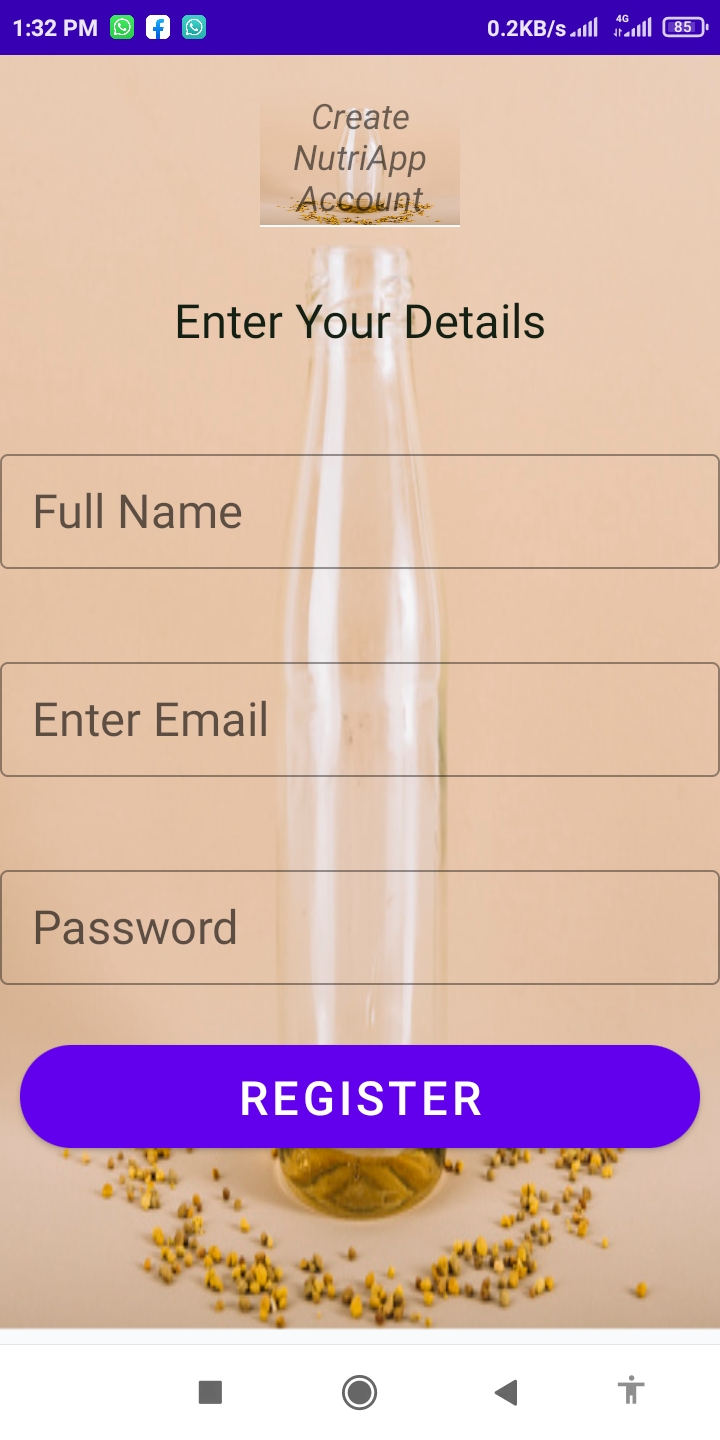 1:32 PM 0.2KB/s 4G 85
Create
NutriApp
Account
Enter Your Details
Full Name
Enter Email
Password
REGISTER